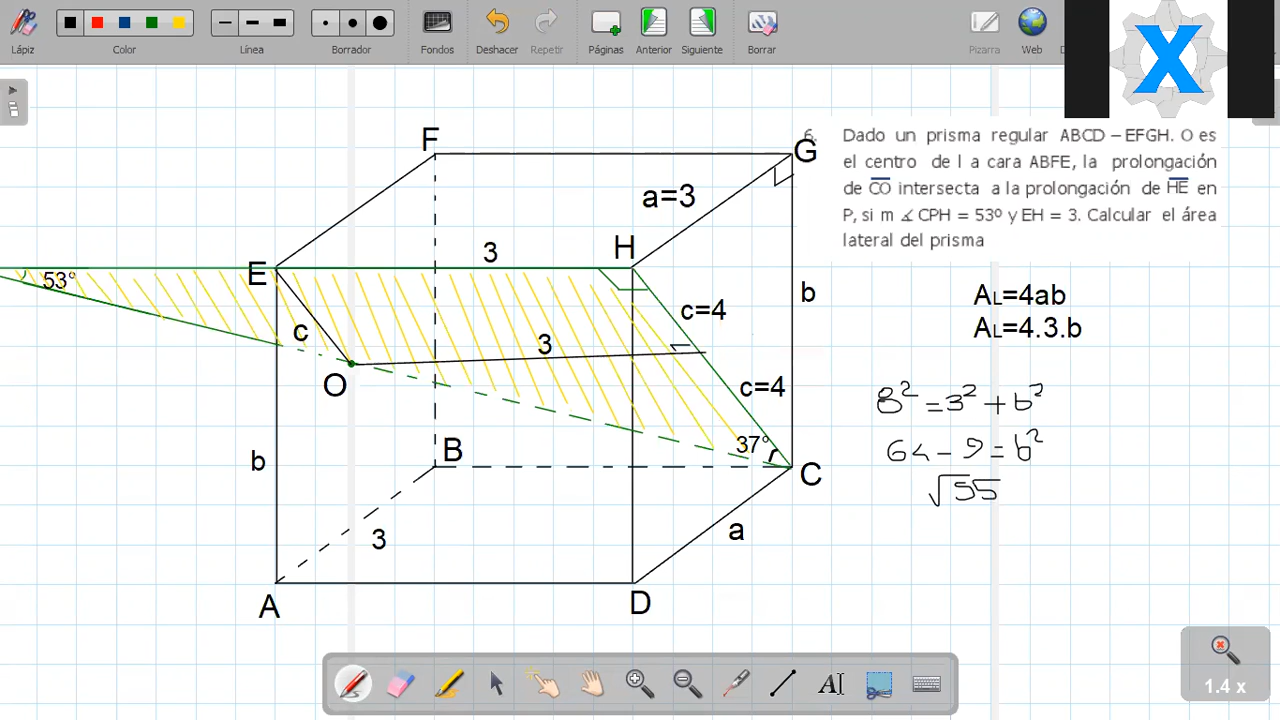 Lápiz
Color
Línea
Borrador
Fondos
Deshacer
Repetir
Páginas
Anterior
Siguiente
Borrar
Pizarra
Web
X
6. Dado un prisma regular ABCD – EFGH. O es
el centro de l a cara ABFE, la prolongación
de CO intersecta a la prolongación de HE en
P, si m ∡ CPH = 53º y EH = 3. Calcular el área
lateral del prisma
F
G
a=3
H
3
E
53°
c=4
b
c
3
O
c=4
37°
B
C
b
a
3
A
D
AL=4ab
AL=4.3.b
8² = 3² + b²
64 - 9 = b²
√55
AI
1.4 x